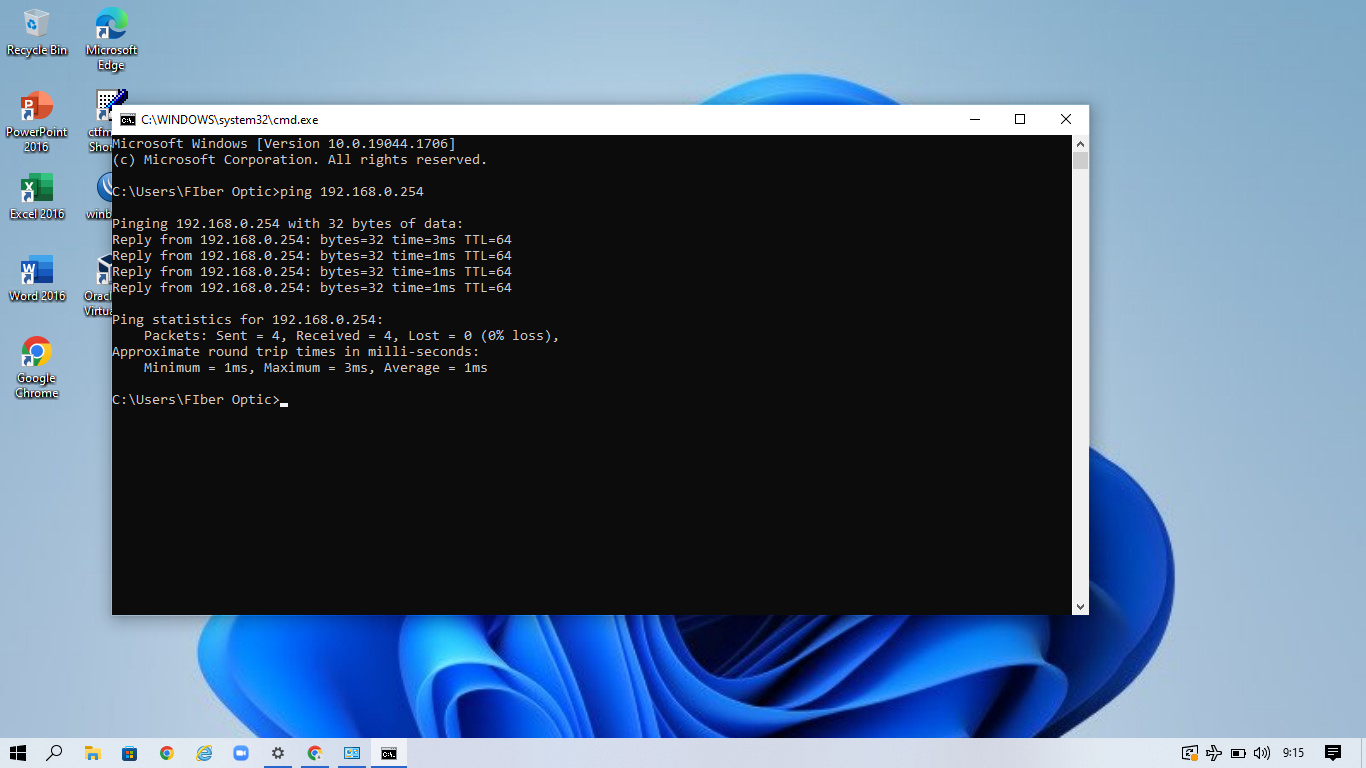 Recycle Bin
Microsoft
Edge
PowerPoint
2016
ctfm
Shor
Excel 2016
winb
Word 2016
Oracl
Virtua
Google
Chrome
C:\WINDOWS\system32\cmd.exe
Microsoft Windows [Version 10.0.19044.1706]
(c) Microsoft Corporation. All rights reserved.
C:\Users\FIber Optic>ping 192.168.0.254
Pinging 192.168.0.254 with 32 bytes of data:
Reply from 192.168.0.254: bytes=32 time=3ms TTL=64
Reply from 192.168.0.254: bytes=32 time=1ms TTL=64
Reply from 192.168.0.254: bytes=32 time=1ms TTL=64
Reply from 192.168.0.254: bytes=32 time=1ms TTL=64
Ping statistics for 192.168.0.254:
Packets: Sent = 4, Received = 4, Lost = 0 (0% loss),
Approximate round trip times in milli-seconds:
Minimum = 1ms, Maximum = 3ms, Average = 1ms
C:\Users\FIber Optic>
9:15